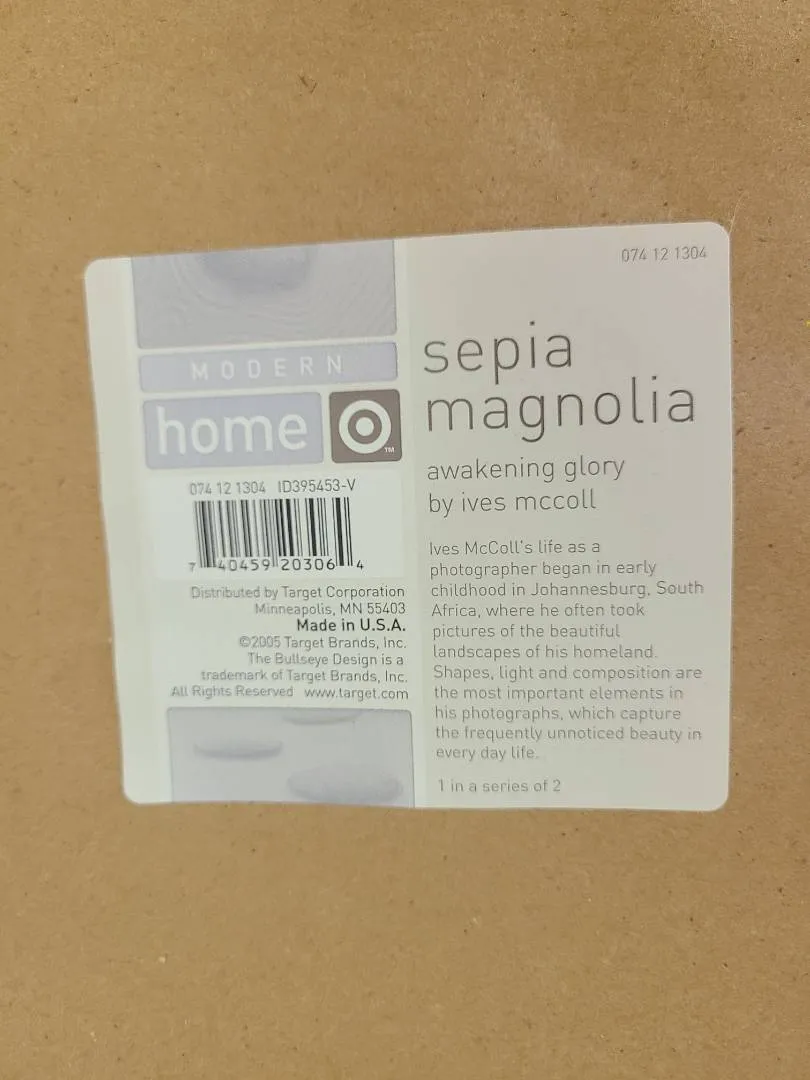 MODERN
home
TM
074 12 1304 ID395453-V
7 40459 20306 4
Distributed by Target Corporation
Minneapolis, MN 55403
Made in U.S.A.
©2005 Target Brands, Inc.
The Bullseye Design is a
trademark of Target Brands, Inc.
All Rights Reserved www.target.com
074 12 1304
sepia
magnolia
awakening glory
by ives mccoll
Ives McColl's life as a
photographer began in early
childhood in Johannesburg, South
Africa, where he often took
pictures of the beautiful
landscapes of his homeland.
Shapes, light and composition are
the most important elements in
his photographs, which capture
the frequently unnoticed beauty in
every day life.
1 in a series of 2